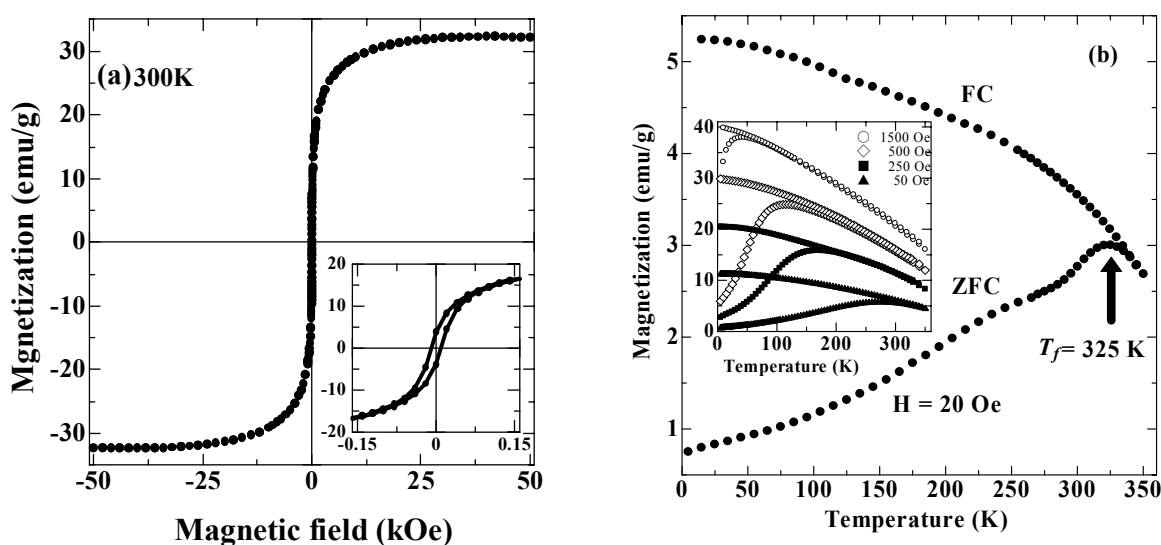 (a)300K
30
20
10
0
-10
-20
-30
-50
-25
0
25
50
Mgnetization (emu/g)
Magnetic field (kOe)
20
10
0
-10
-20
-0.15
0
0.15
(b)
5
4
3
2
1
0
50
100
150
200
250
300
350
Magnetization (emu/g)
Temperature (K)
FC
ZFC
T_f= 325 K
H = 20 Oe
40
30
20
10
0
0
100
200
300
Temperature (K)
1500 Oe
500 Oe
250 Oe
50 Oe